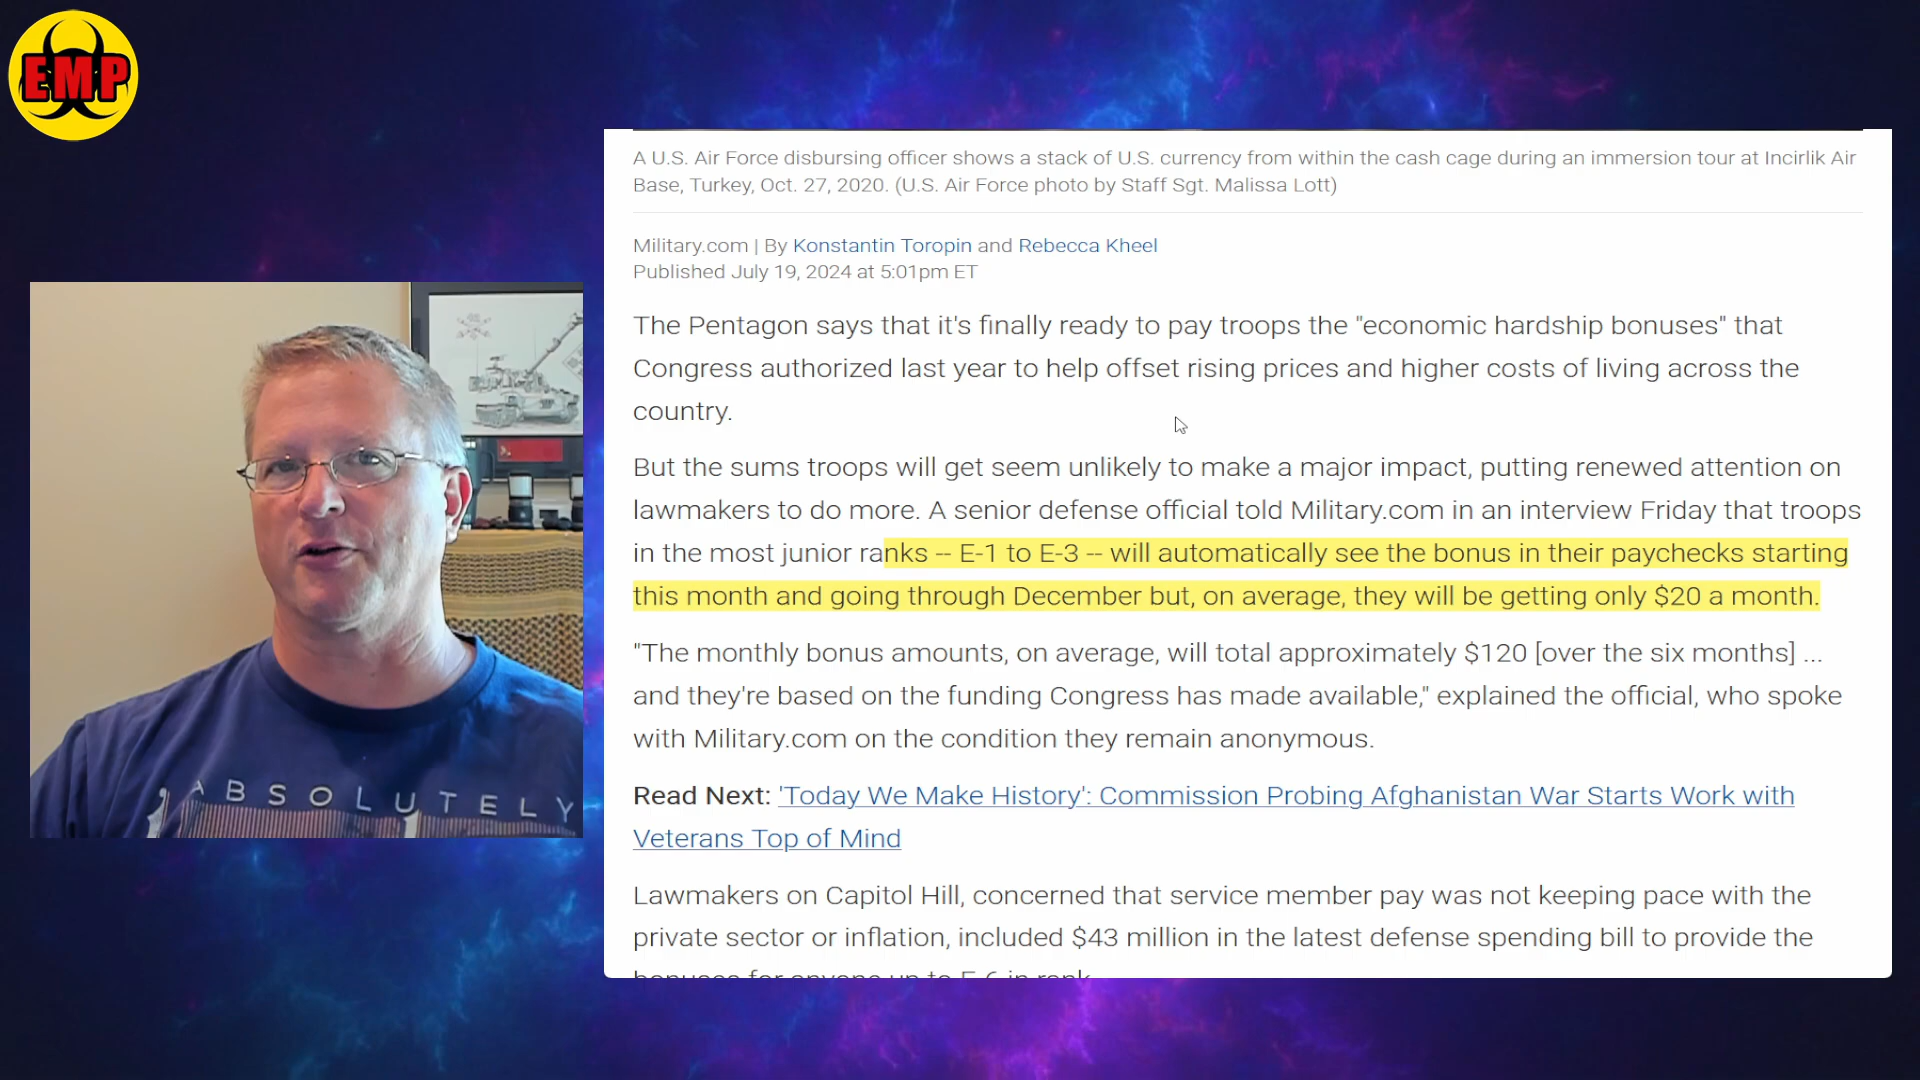 EMP
A U.S. Air Force disbursing officer shows a stack of U.S. currency from within the cash cage during an immersion tour at Incirlik Air
Base, Turkey, Oct. 27, 2020. (U.S. Air Force photo by Staff Sgt. Malissa Lott)
Military.com | By Konstantin Toropin and Rebecca Kheel
Published July 19, 2024 at 5:01pm ET
The Pentagon says that it's finally ready to pay troops the "economic hardship bonuses" that
Congress authorized last year to help offset rising prices and higher costs of living across the
country.
But the sums troops will get seem unlikely to make a major impact, putting renewed attention on
lawmakers to do more. A senior defense official told Military.com in an interview Friday that troops
in the most junior ranks -- E-1 to E-3 -- will automatically see the bonus in their paychecks starting
this month and going through December but, on average, they will be getting only $20 a month.
"The monthly bonus amounts, on average, will total approximately $120 [over the six months] ...
and they're based on the funding Congress has made available," explained the official, who spoke
with Military.com on the condition they remain anonymous.
Read Next: 'Today We Make History': Commission Probing Afghanistan War Starts Work with
Veterans Top of Mind
Lawmakers on Capitol Hill, concerned that service member pay was not keeping pace with the
private sector or inflation, included $43 million in the latest defense spending bill to provide the
bonuses for anyone up to E-6 in rank.
ABSOLUTELY